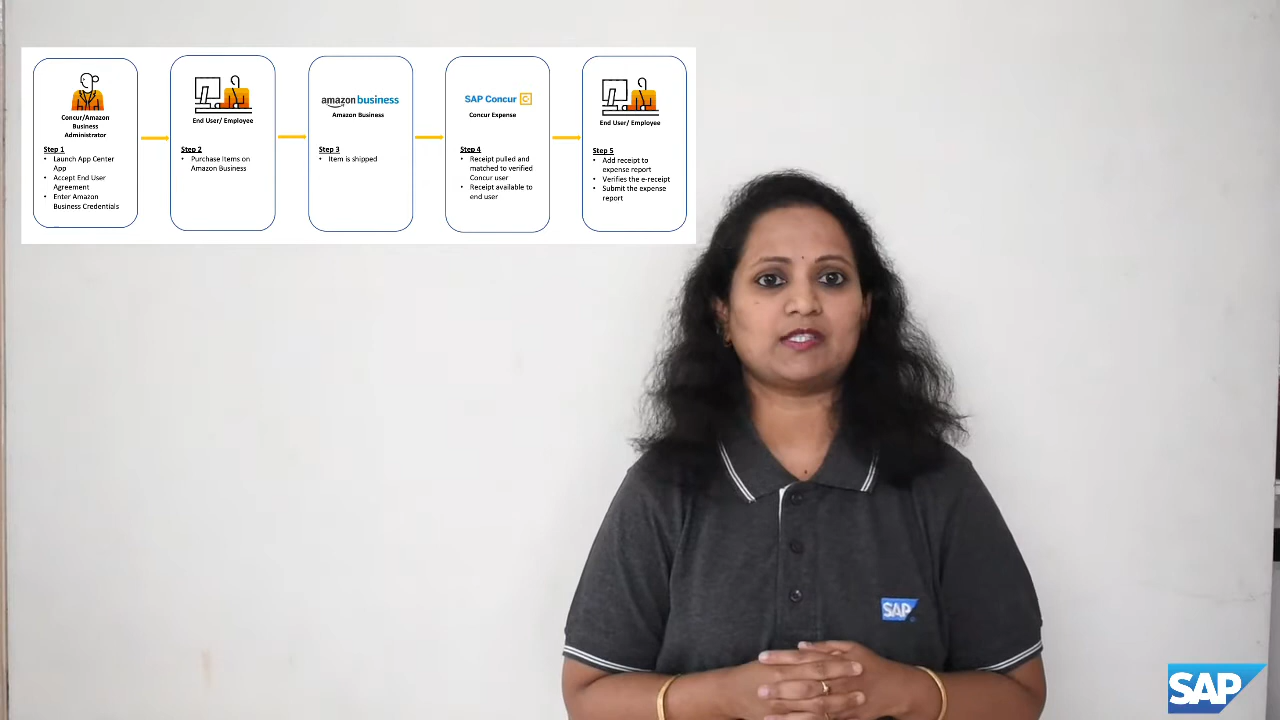 Concur/Amazon
Business
Administrator
Step 1
• Launch App Center
App
• Accept End User
Agreement
• Enter Amazon
Business Credentials
End User/ Employee
Step 2
• Purchase Items on
Amazon Business
amazon business
Amazon Business
Step 3
• Item is shipped
SAP Concur C
Concur Expense
Step 4
• Receipt pulled and
matched to verified
Concur user
• Receipt available to
end user
End User/ Employee
Step 5
• Add receipt to
expense report
• Verifies the e-receipt
• Submit the expense
report
SAP
SAP